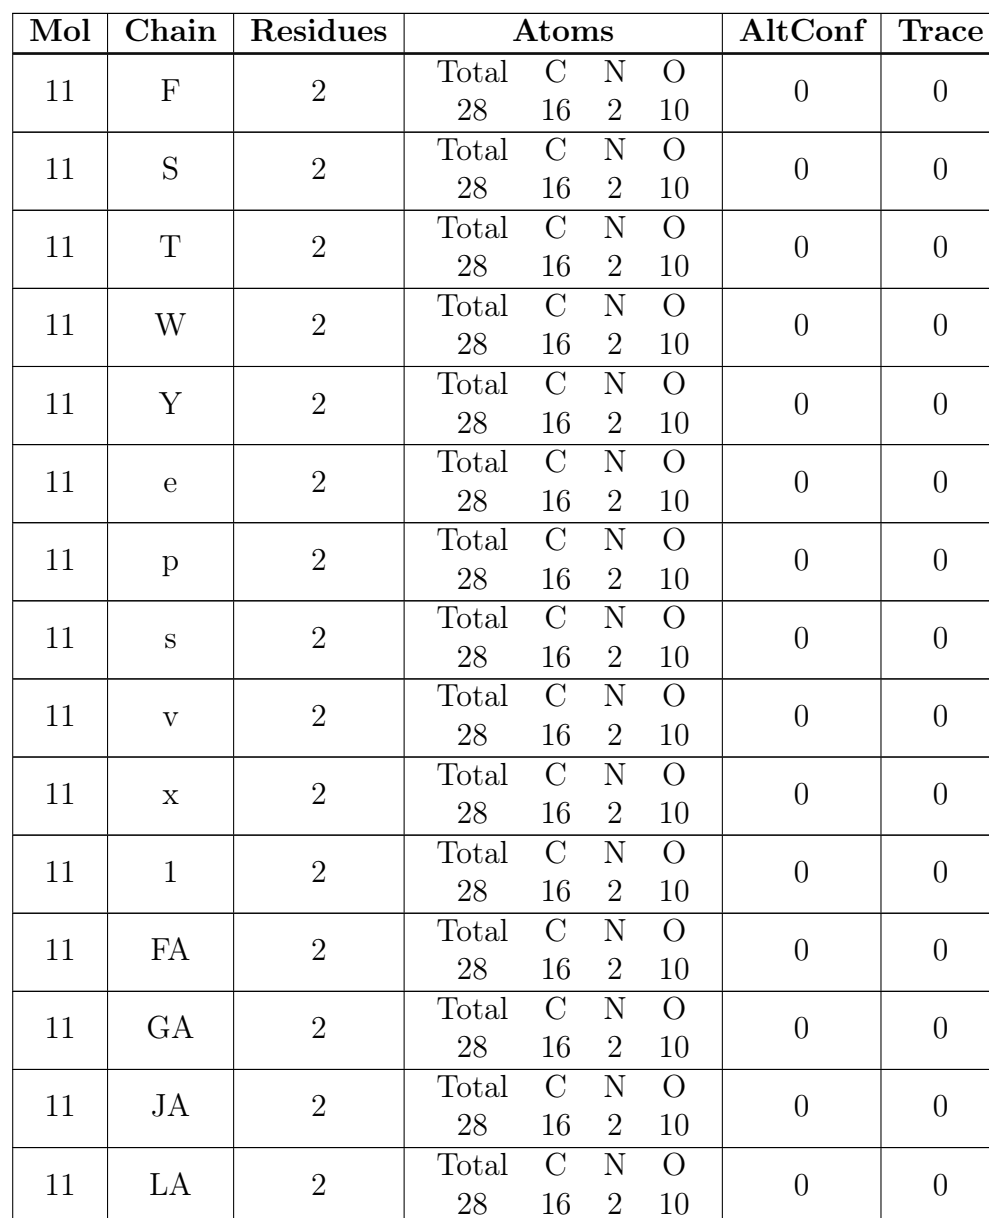 Mol Chain Residues Atoms AltConf Trace
11 F 2 Total C N O 0 0
28 16 2 10
11 S 2 Total C N O 0 0
28 16 2 10
11 T 2 Total C N O 0 0
28 16 2 10
11 W 2 Total C N O 0 0
28 16 2 10
11 Y 2 Total C N O 0 0
28 16 2 10
11 e 2 Total C N O 0 0
28 16 2 10
11 p 2 Total C N O 0 0
28 16 2 10
11 s 2 Total C N O 0 0
28 16 2 10
11 v 2 Total C N O 0 0
28 16 2 10
11 x 2 Total C N O 0 0
28 16 2 10
11 1 2 Total C N O 0 0
28 16 2 10
11 FA 2 Total C N O 0 0
28 16 2 10
11 GA 2 Total C N O 0 0
28 16 2 10
11 JA 2 Total C N O 0 0
28 16 2 10
11 LA 2 Total C N O 0 0
28 16 2 10